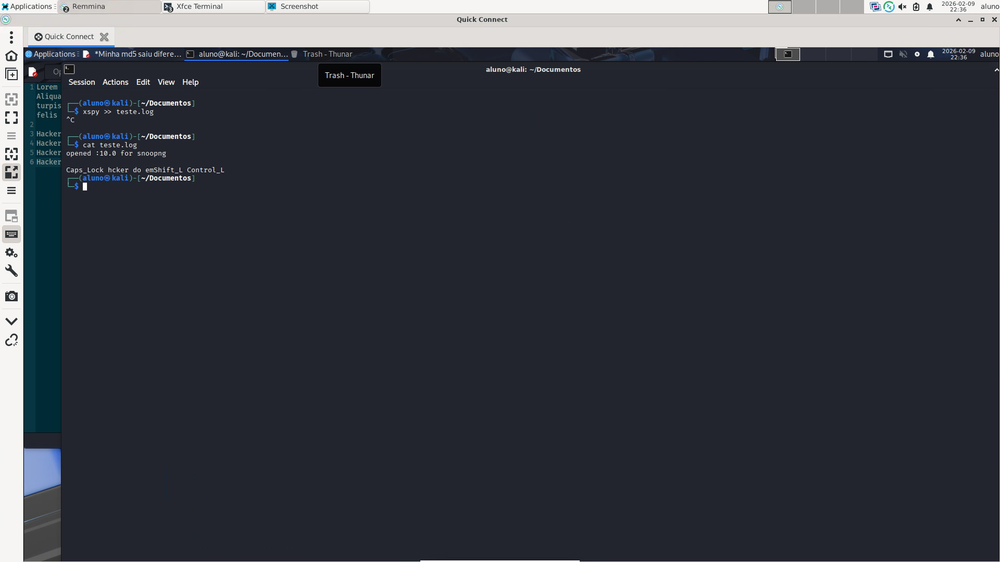 Applications
Remmina
Xfce Terminal
Screenshot
2026-02-09
22:36
aluno
Quick Connect
Quick Connect
Applications
*Minha md5 saiu difere...
aluno@kali: ~/Documen...
Trash - Thunar
2026-02-09
22:36
aluno
aluno@kali: ~/Documentos
Trash - Thunar
Session Actions Edit View Help
1 Lorem
Aliqua
turpis
felis
2
3 Hacker
4 Hacker
5 Hacker
6 Hacker
┌──(aluno㉿kali)-[~/Documentos]
└─$ xspy >> teste.log
^C
┌──(aluno㉿kali)-[~/Documentos]
└─$ cat teste.log
opened :10.0 for snoopng
Caps_Lock hcker do emShift_L Control_L
┌──(aluno㉿kali)-[~/Documentos]
└─$